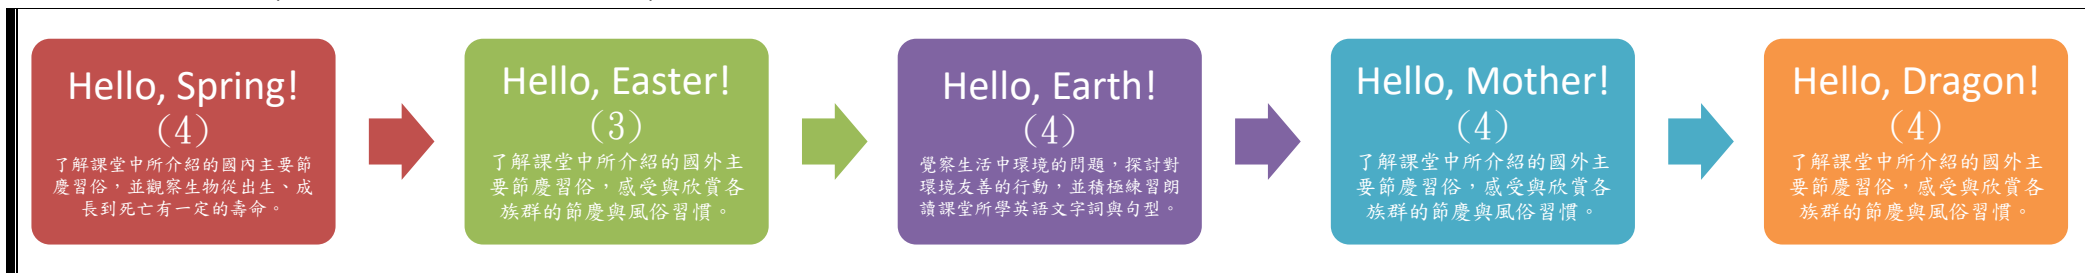 Hello, Spring!
(4)
了解課堂中所介紹的國內主要節
慶習俗，並觀察生物從出生、成
長到死亡有一定的壽命。
Hello, Easter!
(3)
了解課堂中所介紹的國外主
要節慶習俗，感受與欣賞各
族群的節慶與風俗習慣。
Hello, Earth!
(4)
覺察生活中環境的問題，探討對
環境友善的行動，並積極練習朗
讀課堂所學英語文字詞與句型。
Hello, Mother!
(4)
了解課堂中所介紹的國外主
要節慶習俗，感受與欣賞各
族群的節慶與風俗習慣。
Hello, Dragon!
(4)
了解課堂中所介紹的國外主
要節慶習俗，感受與欣賞各
族群的節慶與風俗習慣。